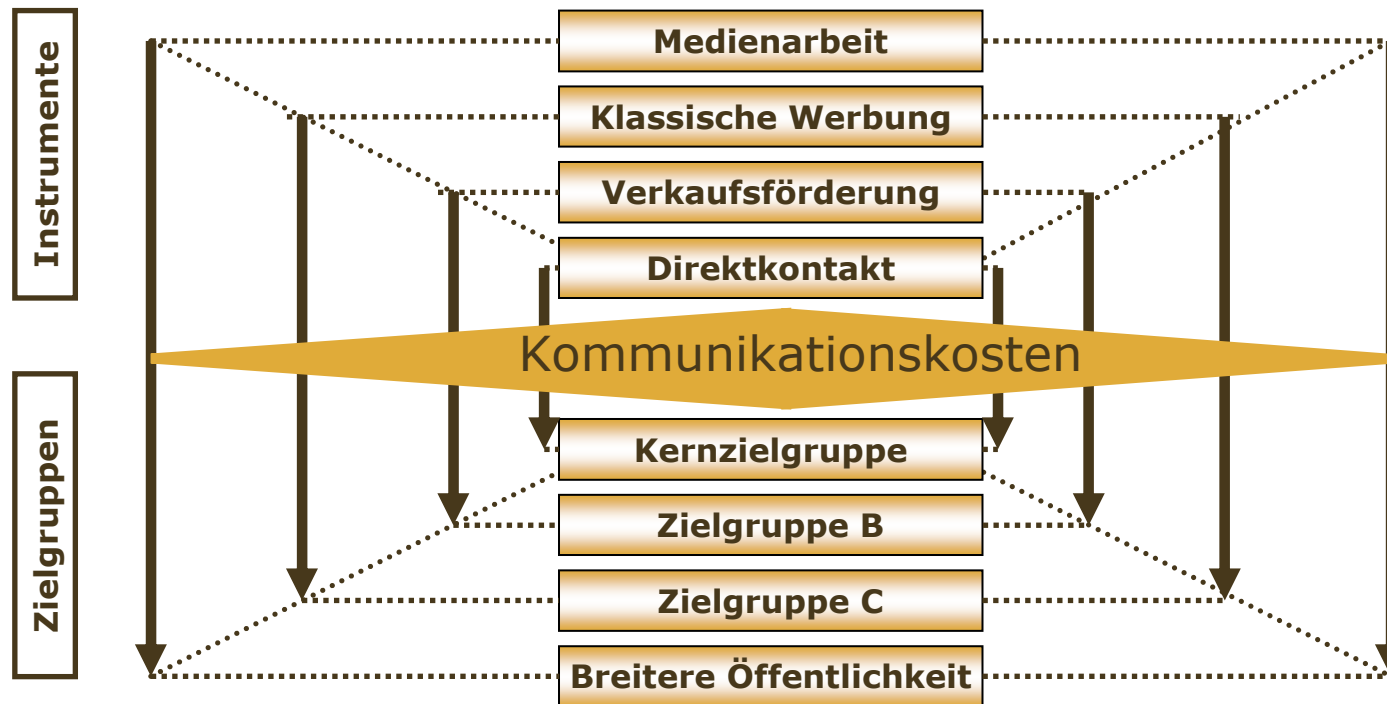 Instrumente
Medienarbeit
Klassische Werbung
Verkaufsförderung
Direktkontakt
Kommunikationskosten
Zielgruppen
Kernzielgruppe
Zielgruppe B
Zielgruppe C
Breitere Öffentlichkeit